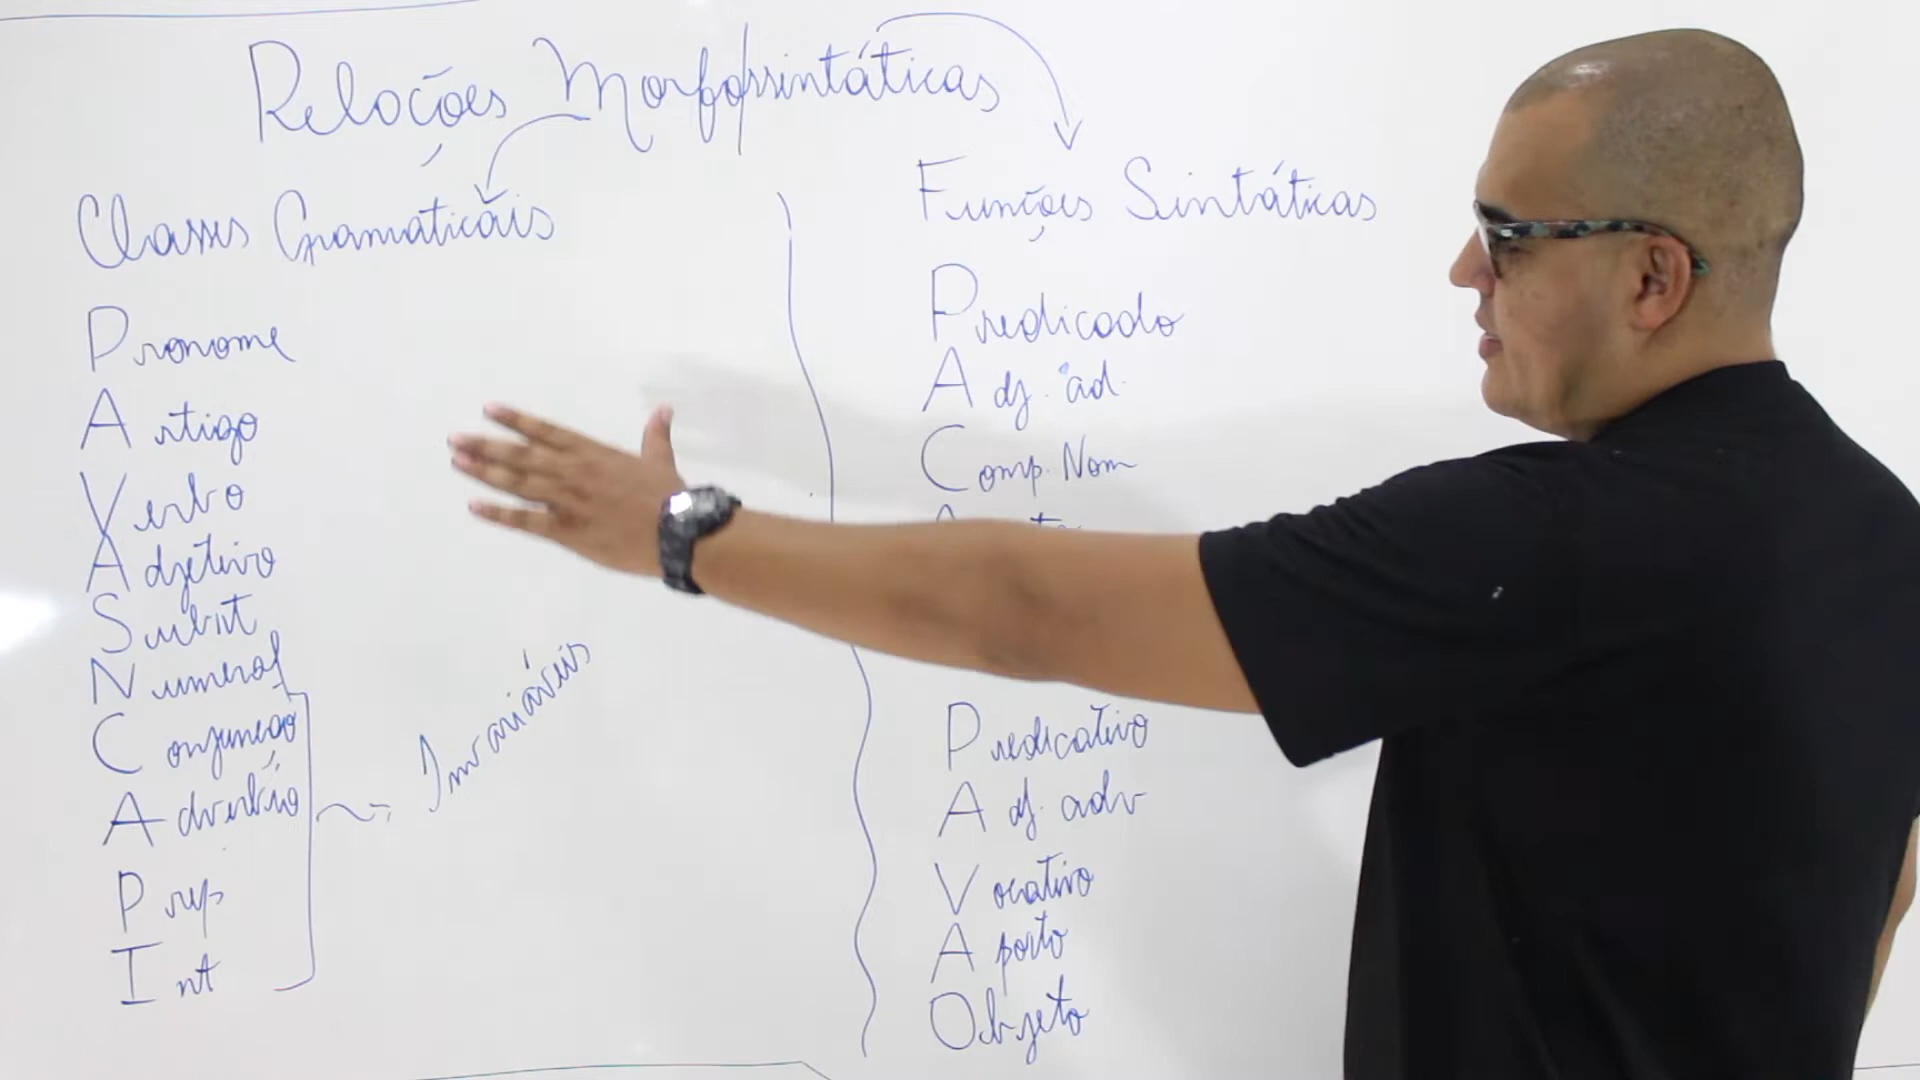 Relações Morfossintáticas
Classes Gramaticais
Pronome
Artigo
Verbo
Adjetivo
Subst
Numeral
Conjunção
Advérbio
Prep
Int
Invariáveis
Funções Sintáticas
Predicado
Adj. ad.
Comp. Nom
Predicativo
Adj. adv
Vocativo
Aposto
Objeto